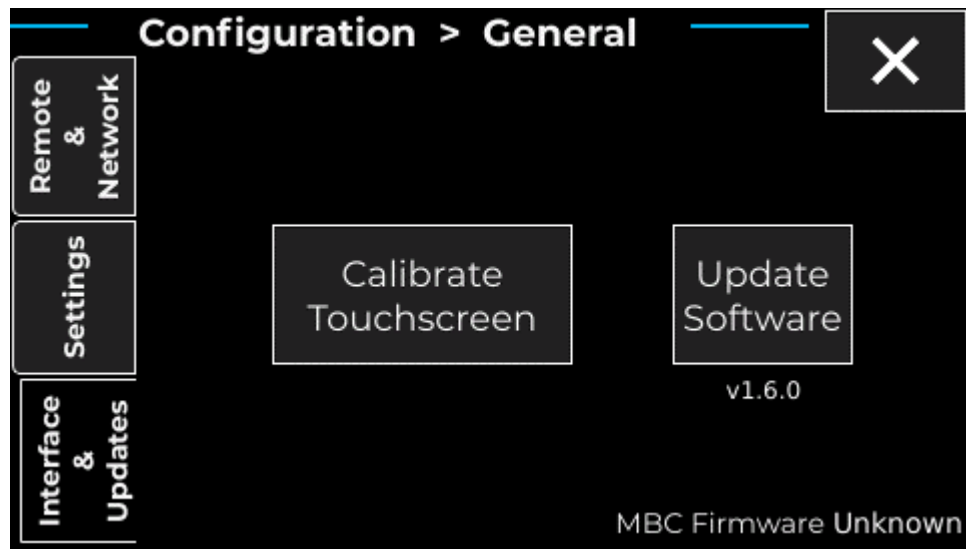 Configuration > General
Remote
&
Network
Settings
Interface
&
Updates
Calibrate
Touchscreen
Update
Software
v1.6.0
MBC Firmware Unknown